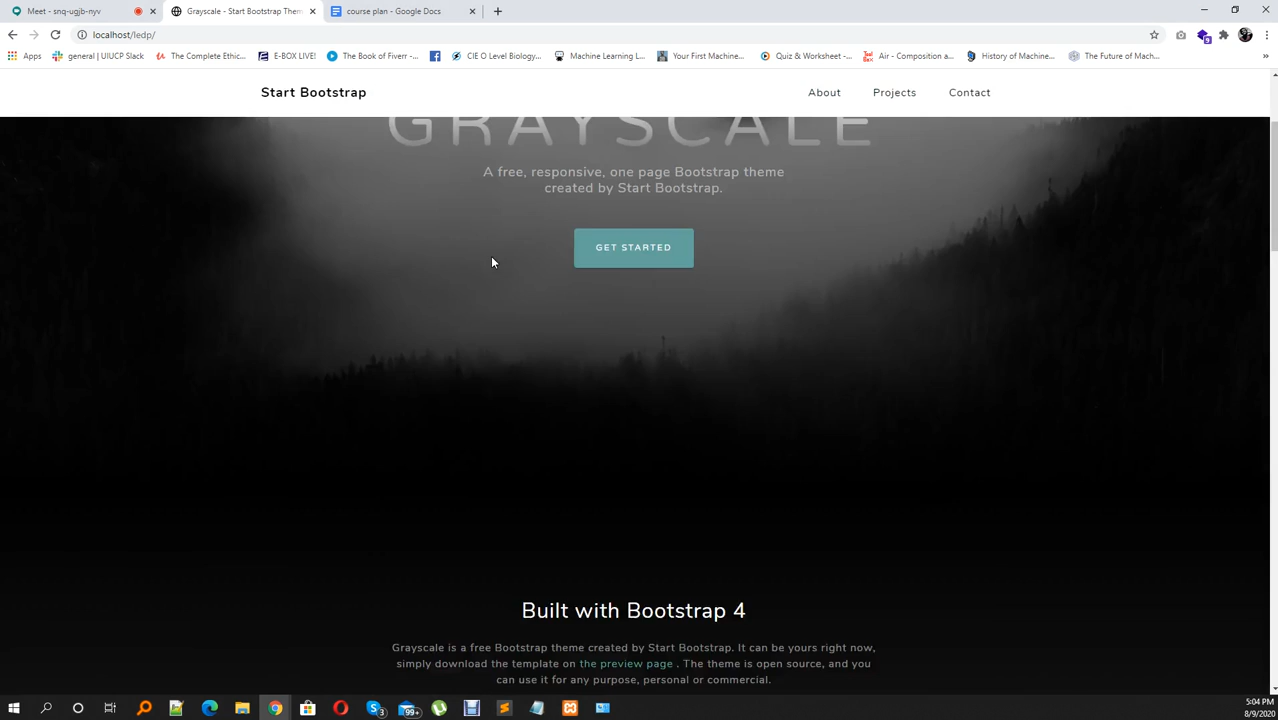 Meet - snq-ugjb-nyv
Grayscale - Start Bootstrap Them
course plan - Google Docs
localhost/ledp/
9
Apps
general | UIUCP Slack
The Complete Ethic...
E-BOX LIVE!
The Book of Fiverr -...
CIE O Level Biology...
Machine Learning L...
Your First Machine...
Quiz & Worksheet -...
Air - Composition a...
History of Machine...
The Future of Mach...
Start Bootstrap
About
Projects
Contact
GRAYSCALE
A free, responsive, one page Bootstrap theme
created by Start Bootstrap.
GET STARTED
Built with Bootstrap 4
Grayscale is a free Bootstrap theme created by Start Bootstrap. It can be yours right now,
simply download the template on the preview page . The theme is open source, and you
can use it for any purpose, personal or commercial.
3
99+
5:04 PM
8/9/2020